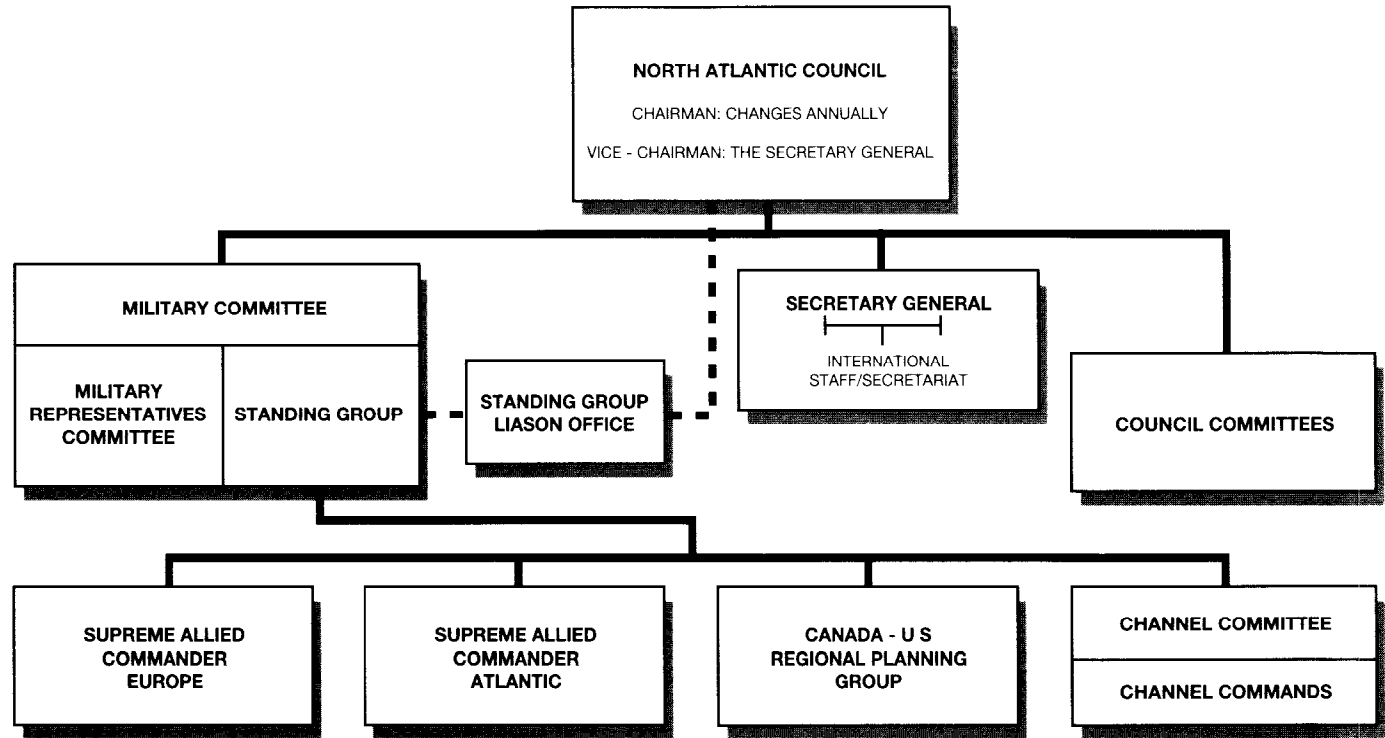 NORTH ATLANTIC COUNCIL
CHAIRMAN: CHANGES ANNUALLY
VICE - CHAIRMAN: THE SECRETARY GENERAL
MILITARY COMMITTEE
MILITARY
REPRESENTATIVES
COMMITTEE
STANDING GROUP
STANDING GROUP
LIASON OFFICE
SECRETARY GENERAL
INTERNATIONAL
STAFF/SECRETARIAT
COUNCIL COMMITTEES
SUPREME ALLIED
COMMANDER
EUROPE
SUPREME ALLIED
COMMANDER
ATLANTIC
CANADA - U S
REGIONAL PLANNING
GROUP
CHANNEL COMMITTEE
CHANNEL COMMANDS